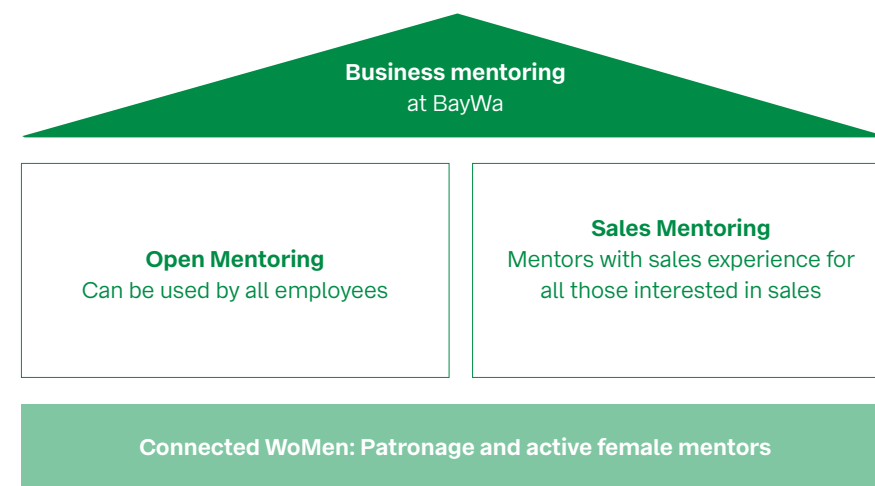 Business mentoring
at BayWa
Open Mentoring
Can be used by all employees
Sales Mentoring
Mentors with sales experience for
all those interested in sales
Connected WoMen: Patronage and active female mentors